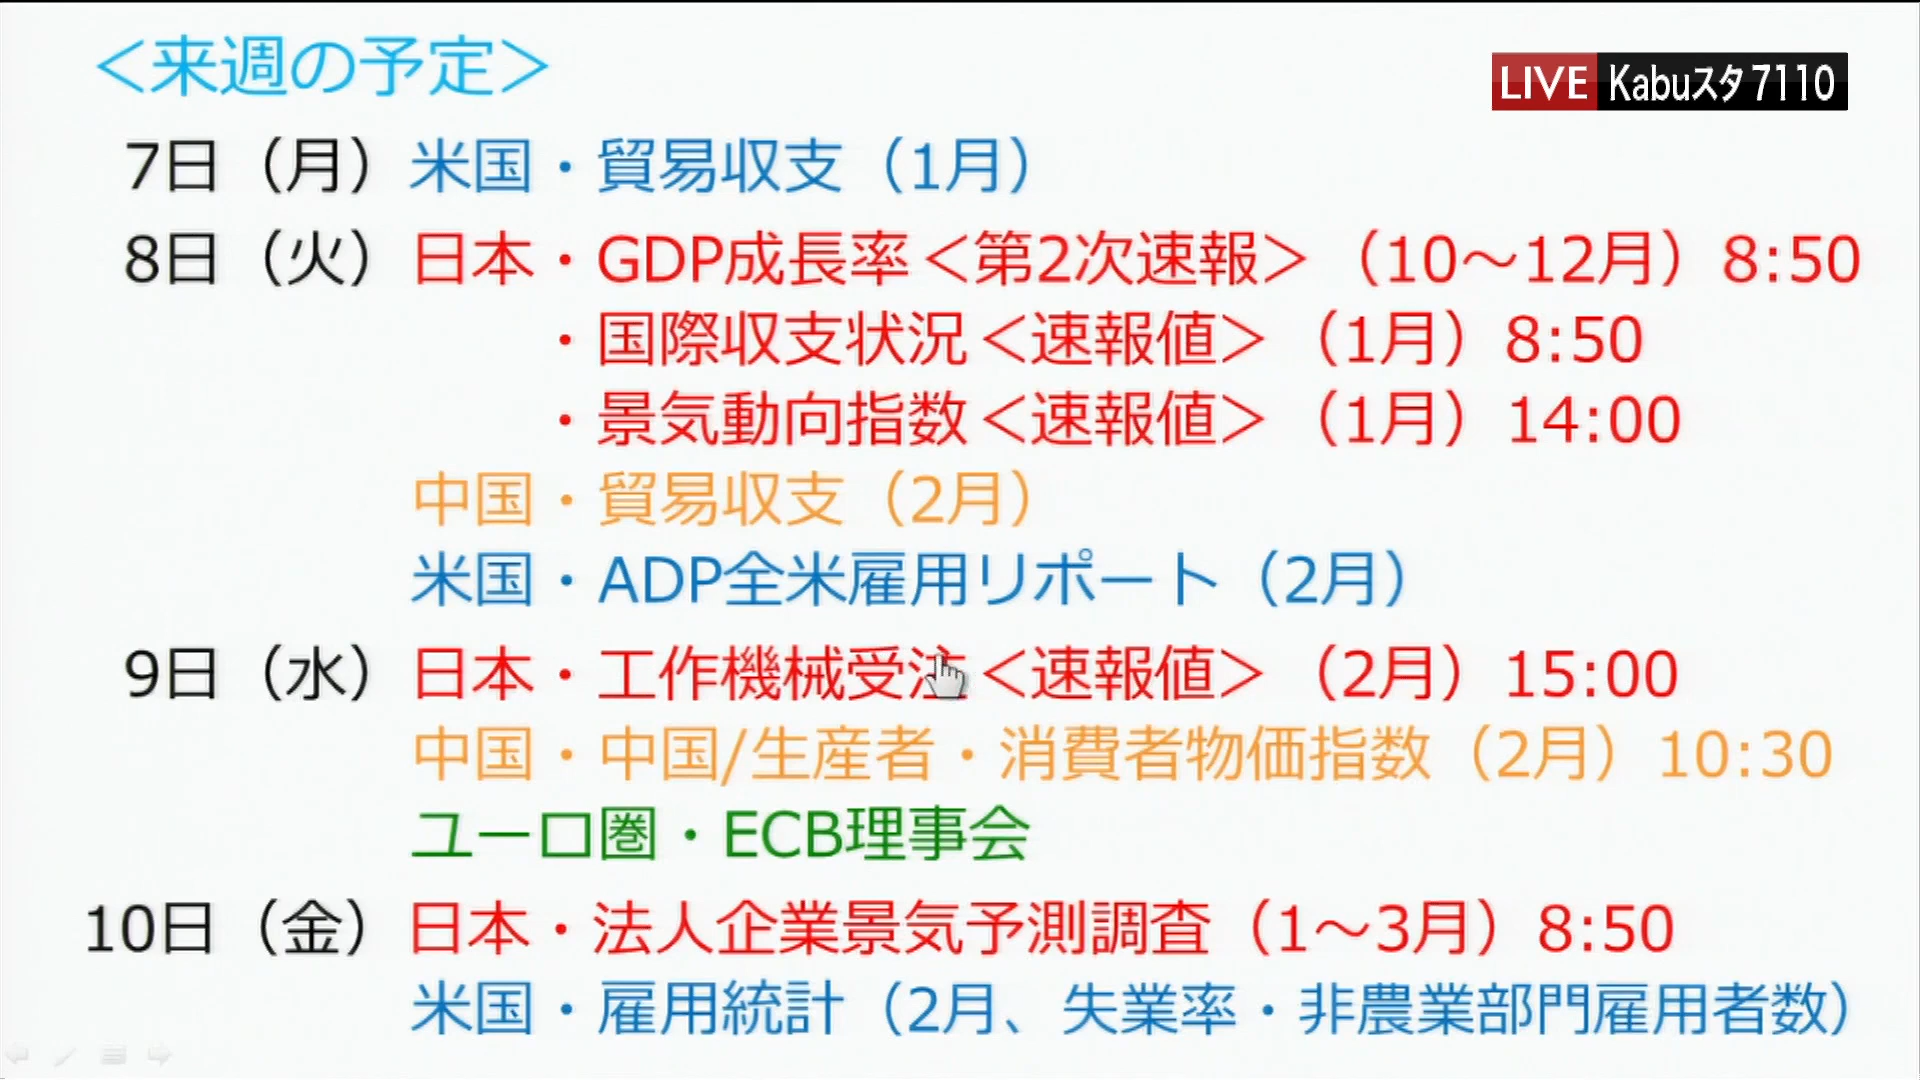 ＜来週の予定＞
LIVE Kabuスタ7110
7日（月）米国・貿易収支（1月）
8日（火）日本・GDP成長率＜第2次速報＞（10～12月）8:50
・国際収支状況＜速報値＞（1月）8:50
・景気動向指数＜速報値＞（1月）14:00
中国・貿易収支（2月）
米国・ADP全米雇用リポート（2月）
9日（水）日本・工作機械受注＜速報値＞（2月）15:00
中国・中国/生産者・消費者物価指数（2月）10:30
ユーロ圏・ECB理事会
10日（金）日本・法人企業景気予測調査（1～3月）8:50
米国・雇用統計（2月、失業率・非農業部門雇用者数）